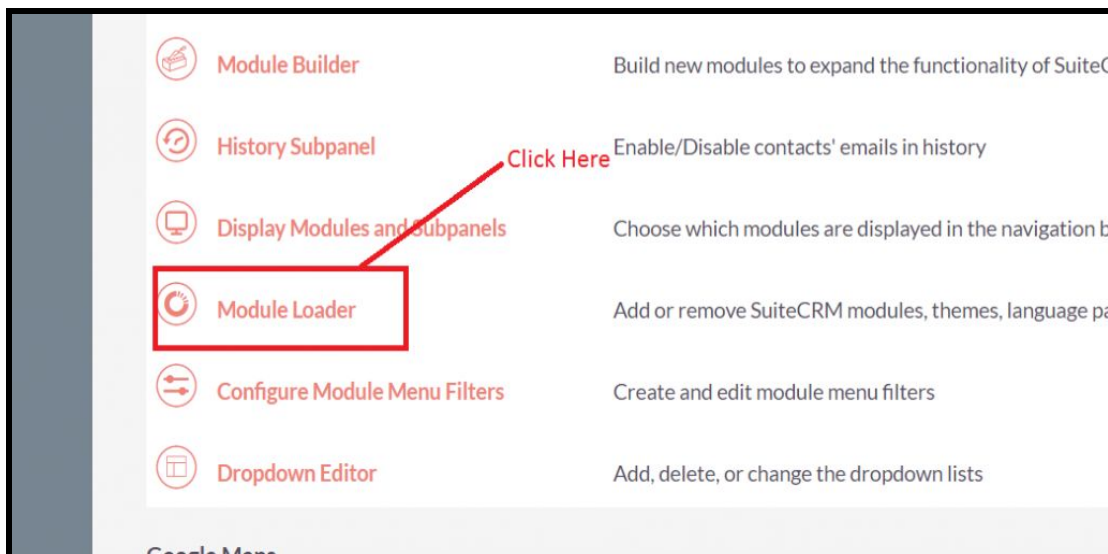 Module Builder Build new modules to expand the functionality of SuiteC
History Subpanel Enable/Disable contacts' emails in history
Click Here
Display Modules and Subpanels Choose which modules are displayed in the navigation b
Module Loader Add or remove SuiteCRM modules, themes, language pa
Configure Module Menu Filters Create and edit module menu filters
Dropdown Editor Add, delete, or change the dropdown lists
Google Maps